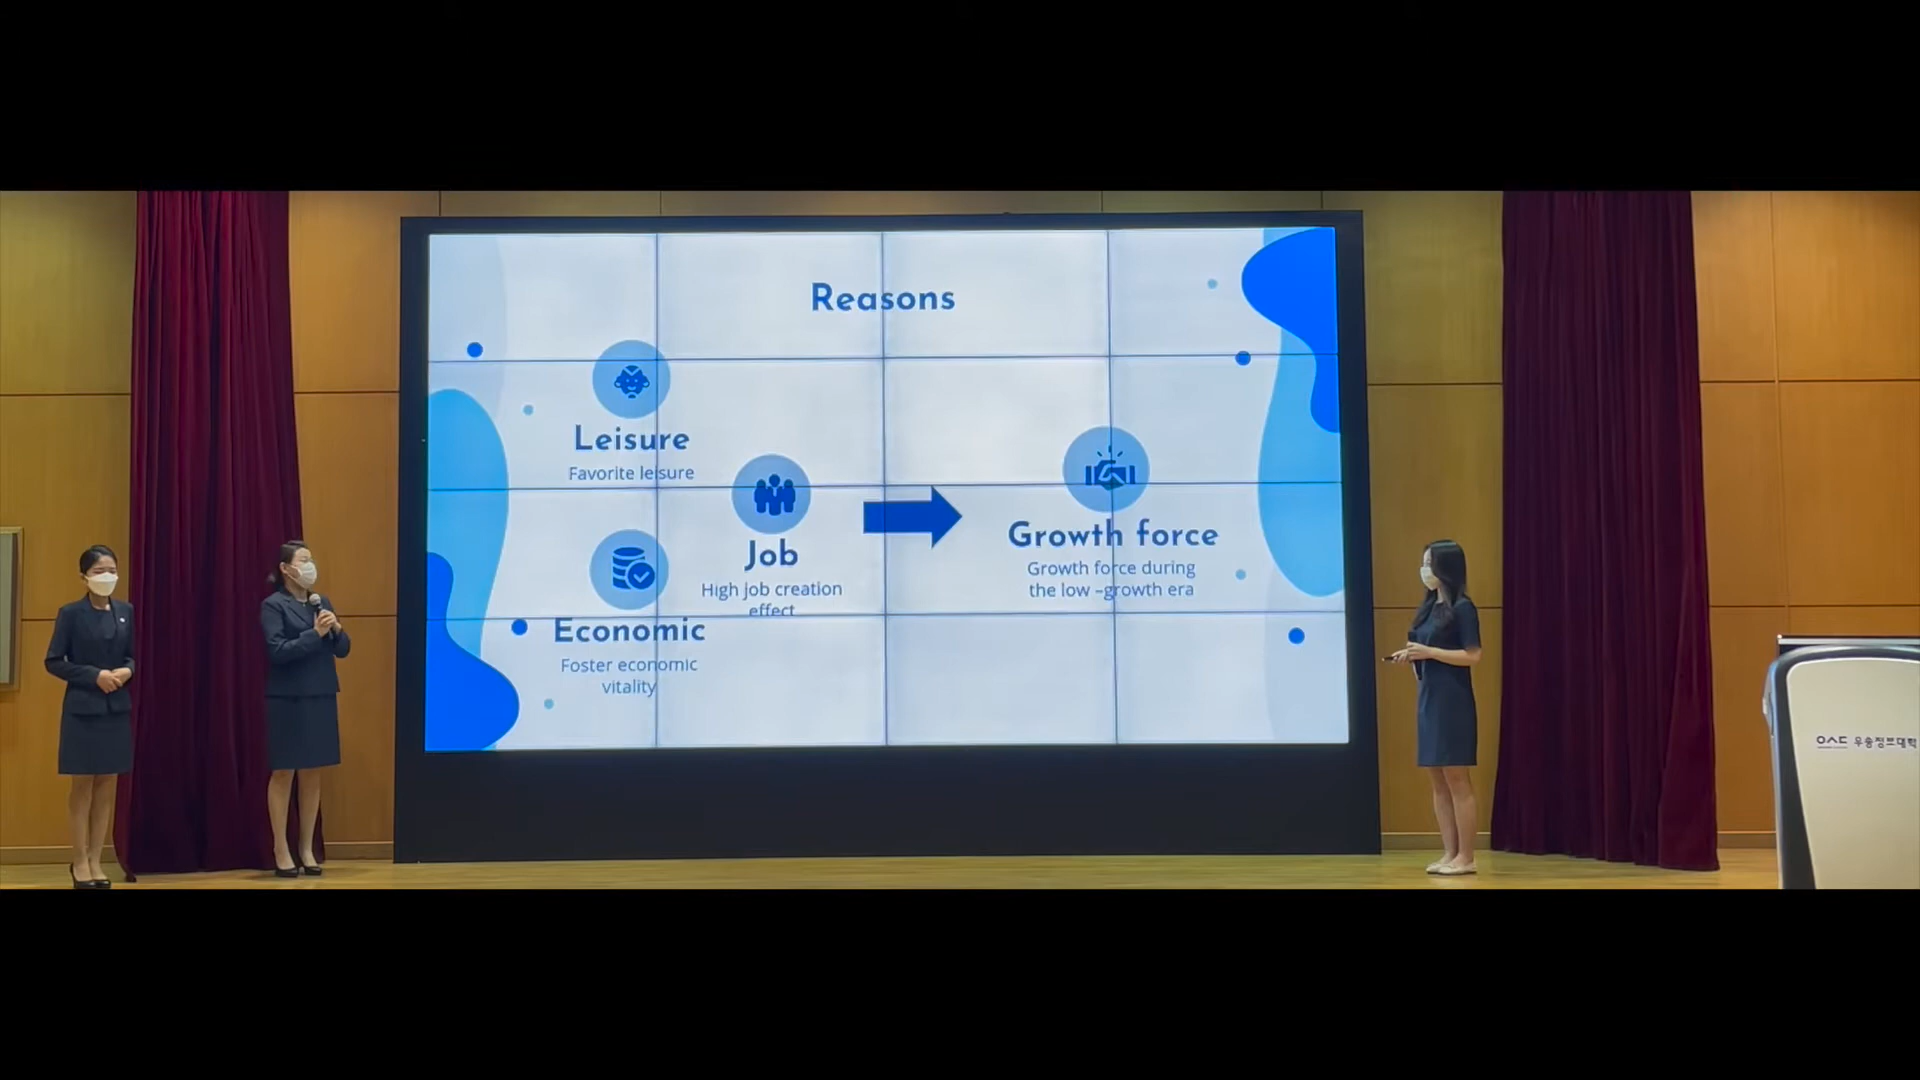 Reasons
Leisure
Favorite leisure
Job
High job creation
effect
Economic
Foster economic
vitality
Growth force
Growth force during
the low –growth era
우송정보대학